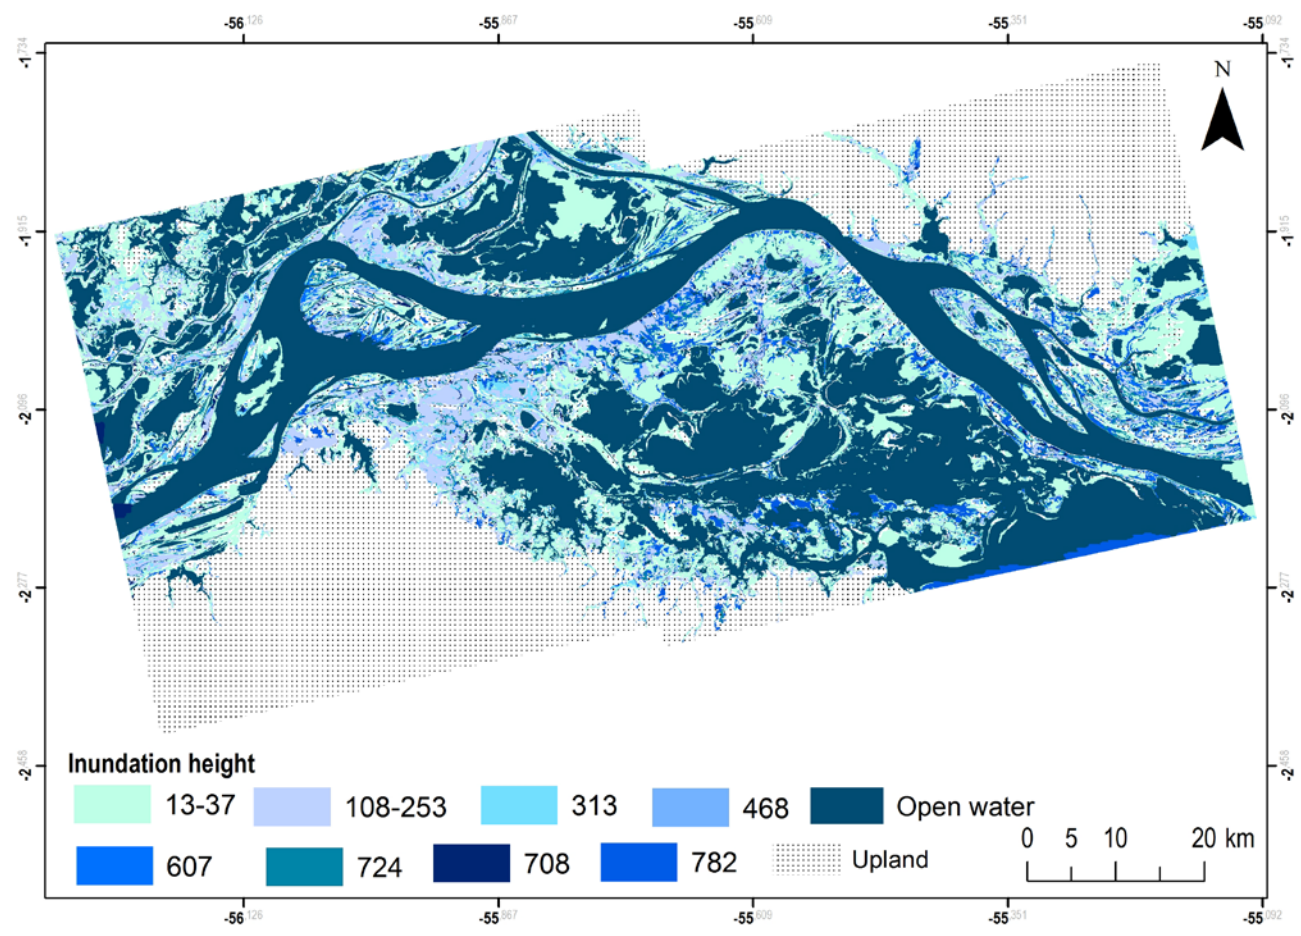 -56.126 -55.867 -55.609 -55.351 -55.092
-1.734 -1.734
N
-1.915 -1.915
-2.096 -2.096
-2.277 -2.277
-2.458 -2.458
Inundation height
13-37 108-253 313 468 Open water
607 724 708 782 Upland
0 5 10 20 km
-56.126 -55.867 -55.609 -55.351 -55.092